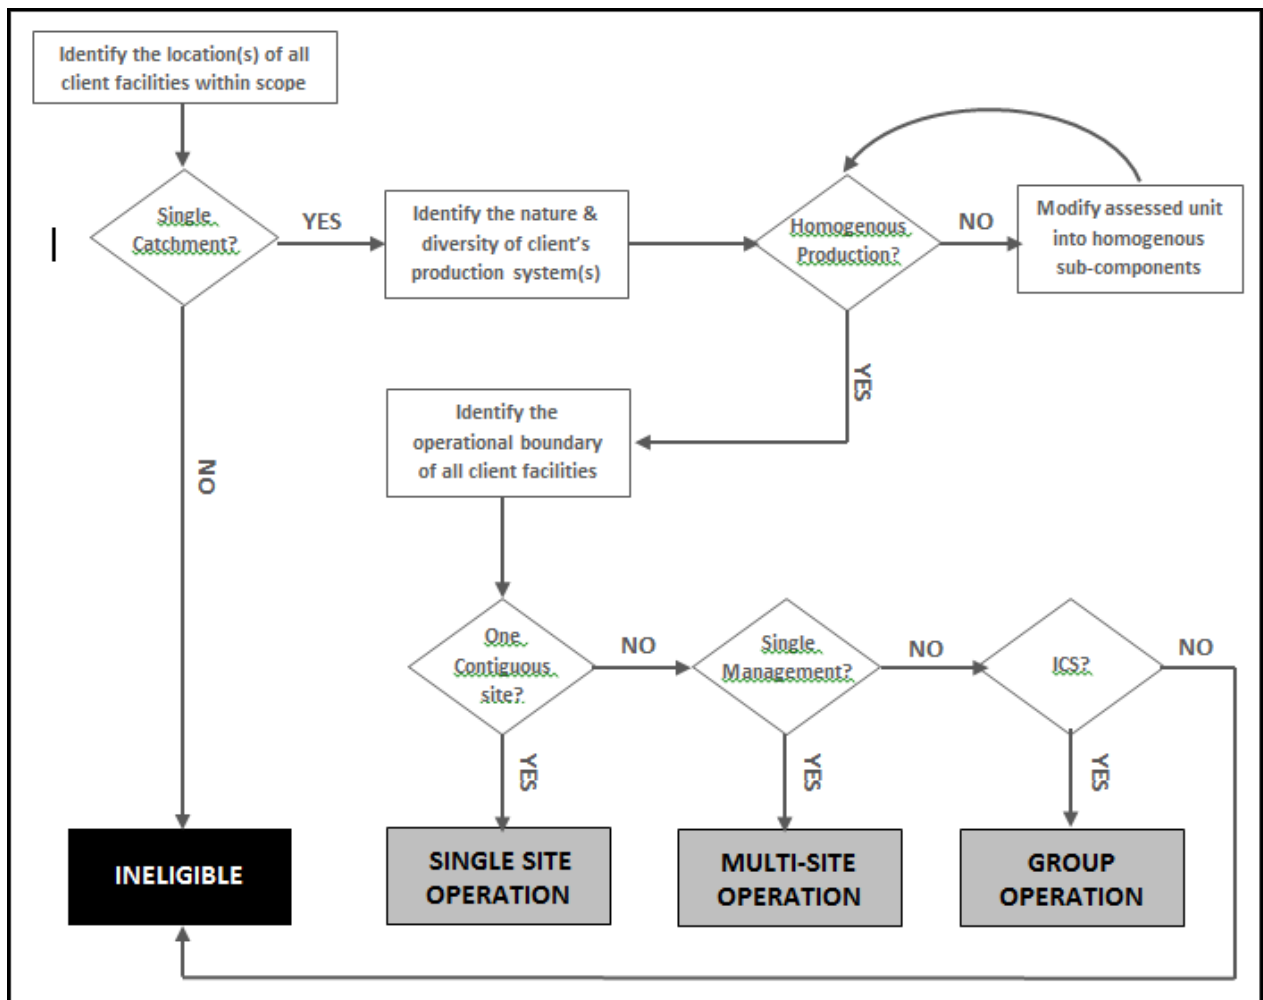 Identify the location(s) of all
client facilities within scope
Single
Catchment?
YES
Identify the nature &
diversity of client's
production system(s)
Homogenous
Production?
NO
Modify assessed unit
into homogenous
sub-components
YES
NO
Identify the
operational boundary
of all client facilities
One
Contiguous
site?
NO
Single
Management?
NO
ICS?
NO
YES
YES
YES
INELIGIBLE
SINGLE SITE
OPERATION
MULTI-SITE
OPERATION
GROUP
OPERATION